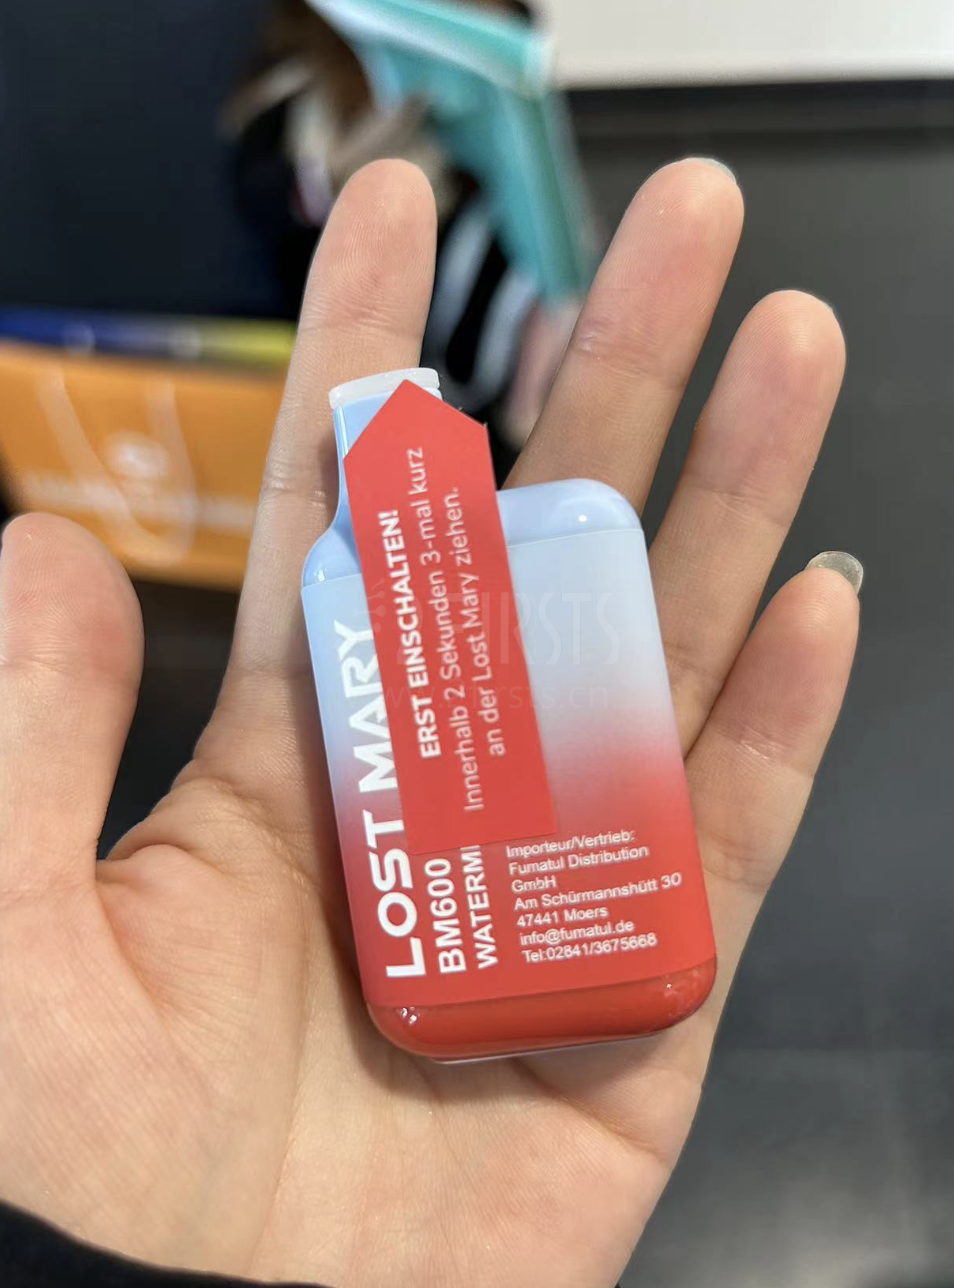 ERST EINSCHALTEN!
Innerhalb 2 Sekunden 3-mal kurz
an der Lost Mary ziehen.
LOST MARY
BM600
WATERM
Importeur/Vertrieb:
Fumatul Distribution
GmbH
Am Schürmannshütt 30
47441 Moers
info@fumatul.de
Tel:02841/3675668
2FIRSTS